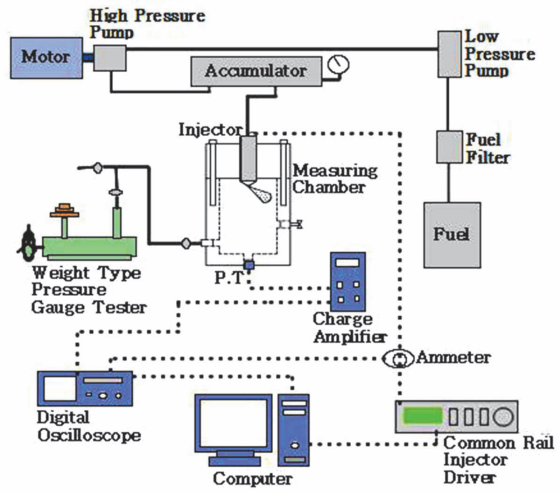 High Pressure
Pump
Motor
Low
Pressure
Pump
Accumulator
Injector
Measuring
Chamber
Fuel
Filter
Fuel
Weight Type
Pressure
Gauge Tester
P.T
Charge
Amplifier
Ammeter
Digital
Oscilloscope
Computer
Common Rail
Injector
Driver